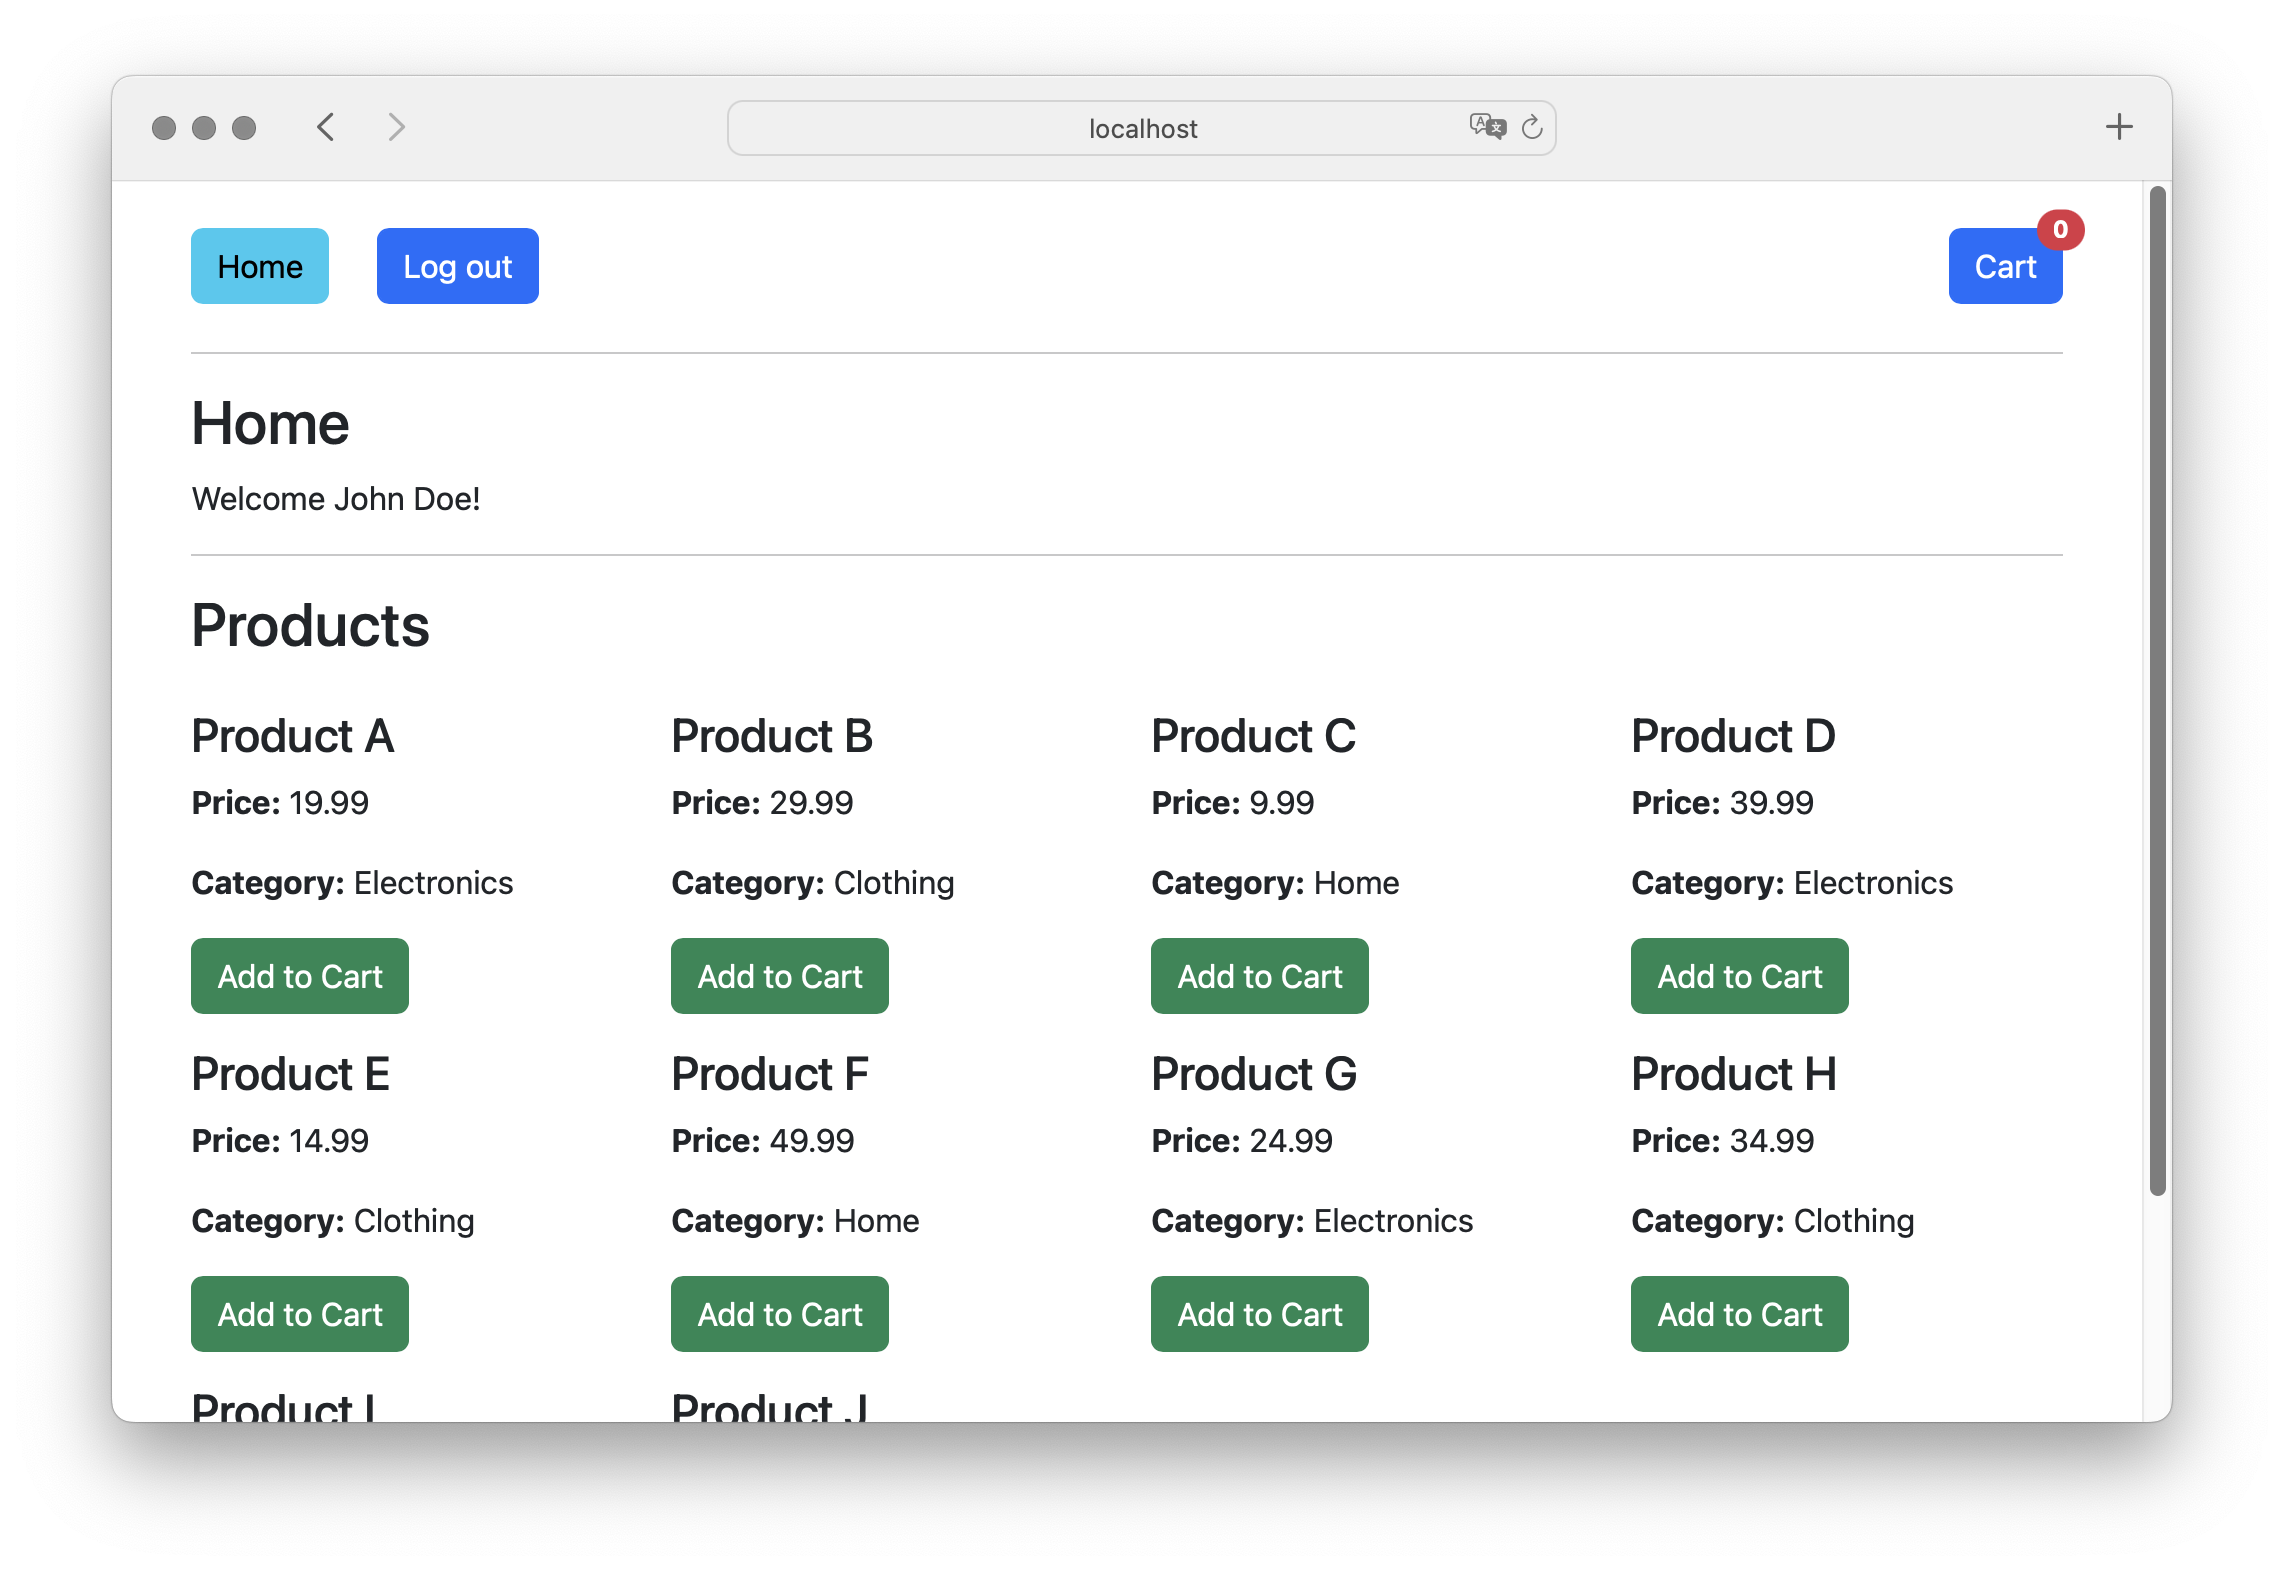 localhost
Home Log out Cart 0
Home
Welcome John Doe!
Products
Product A Product B Product C Product D
Price: 19.99 Price: 29.99 Price: 9.99 Price: 39.99
Category: Electronics Category: Clothing Category: Home Category: Electronics
Add to Cart Add to Cart Add to Cart Add to Cart
Product E Product F Product G Product H
Price: 14.99 Price: 49.99 Price: 24.99 Price: 34.99
Category: Clothing Category: Home Category: Electronics Category: Clothing
Add to Cart Add to Cart Add to Cart Add to Cart
Product I Product J